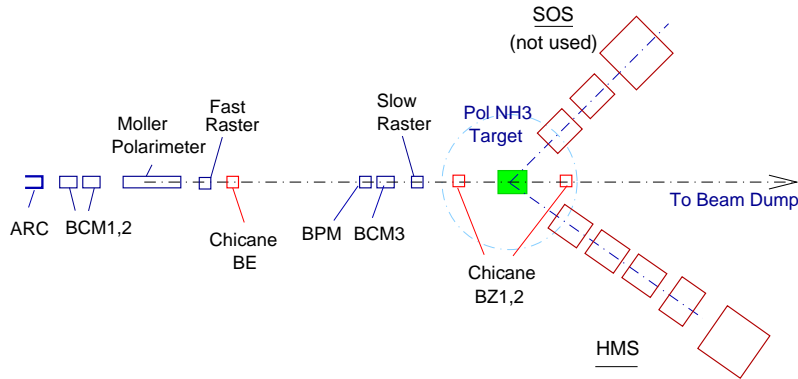 SOS
(not used)
Slow
Raster
Pol NH3
Target
Fast
Raster
Moller
Polarimeter
To Beam Dump
ARC
BCM1,2
Chicane
BE
BPM
BCM3
Chicane
BZ1,2
HMS